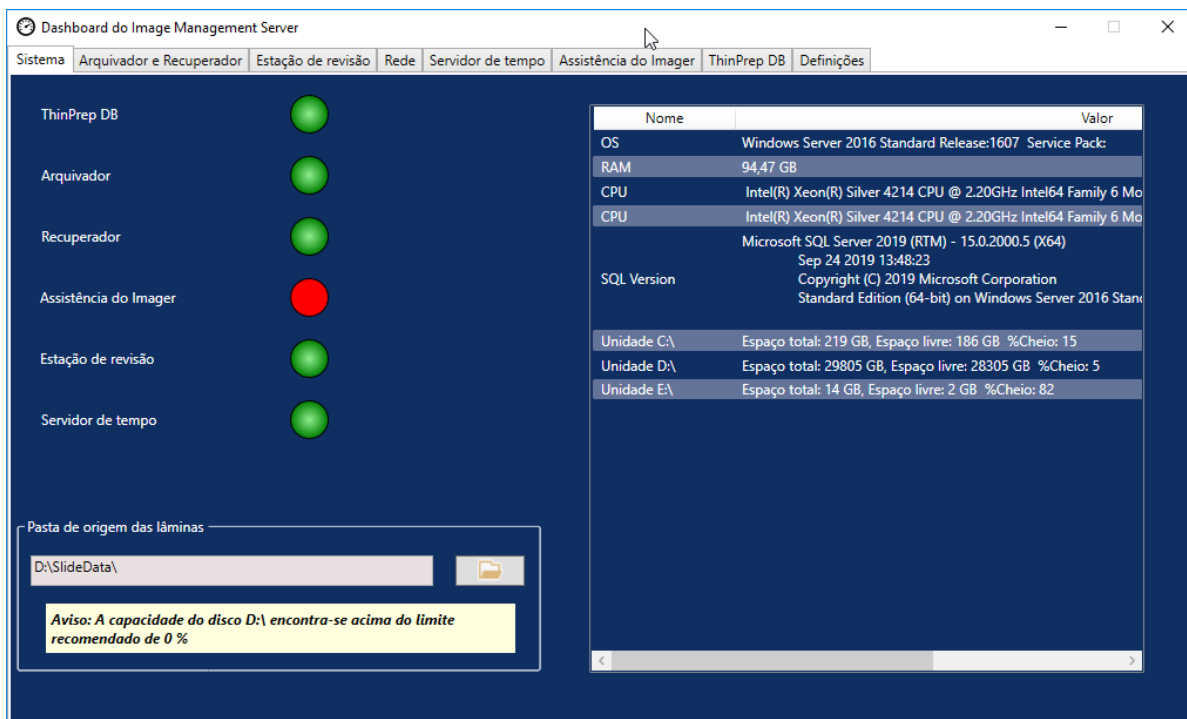 Dashboard do Image Management Server
Sistema Arquivador e Recuperador Estação de revisão Rede Servidor de tempo Assistência do Imager ThinPrep DB Definições
ThinPrep DB
Arquivador
Recuperador
Assistência do Imager
Estação de revisão
Servidor de tempo
Pasta de origem das lâminas
D:\SlideData\
Aviso: A capacidade do disco D:\ encontra-se acima do limite
recomendado de 0 %
Nome Valor
OS Windows Server 2016 Standard Release:1607 Service Pack:
RAM 94,47 GB
CPU Intel(R) Xeon(R) Silver 4214 CPU @ 2.20GHz Intel64 Family 6 Mo
CPU Intel(R) Xeon(R) Silver 4214 CPU @ 2.20GHz Intel64 Family 6 Mo
Microsoft SQL Server 2019 (RTM) - 15.0.2000.5 (X64)
Sep 24 2019 13:48:23
SQL Version Copyright (C) 2019 Microsoft Corporation
Standard Edition (64-bit) on Windows Server 2016 Stan
Unidade C:\ Espaço total: 219 GB, Espaço livre: 186 GB %Cheio: 15
Unidade D:\ Espaço total: 29805 GB, Espaço livre: 28305 GB %Cheio: 5
Unidade E:\ Espaço total: 14 GB, Espaço livre: 2 GB %Cheio: 82